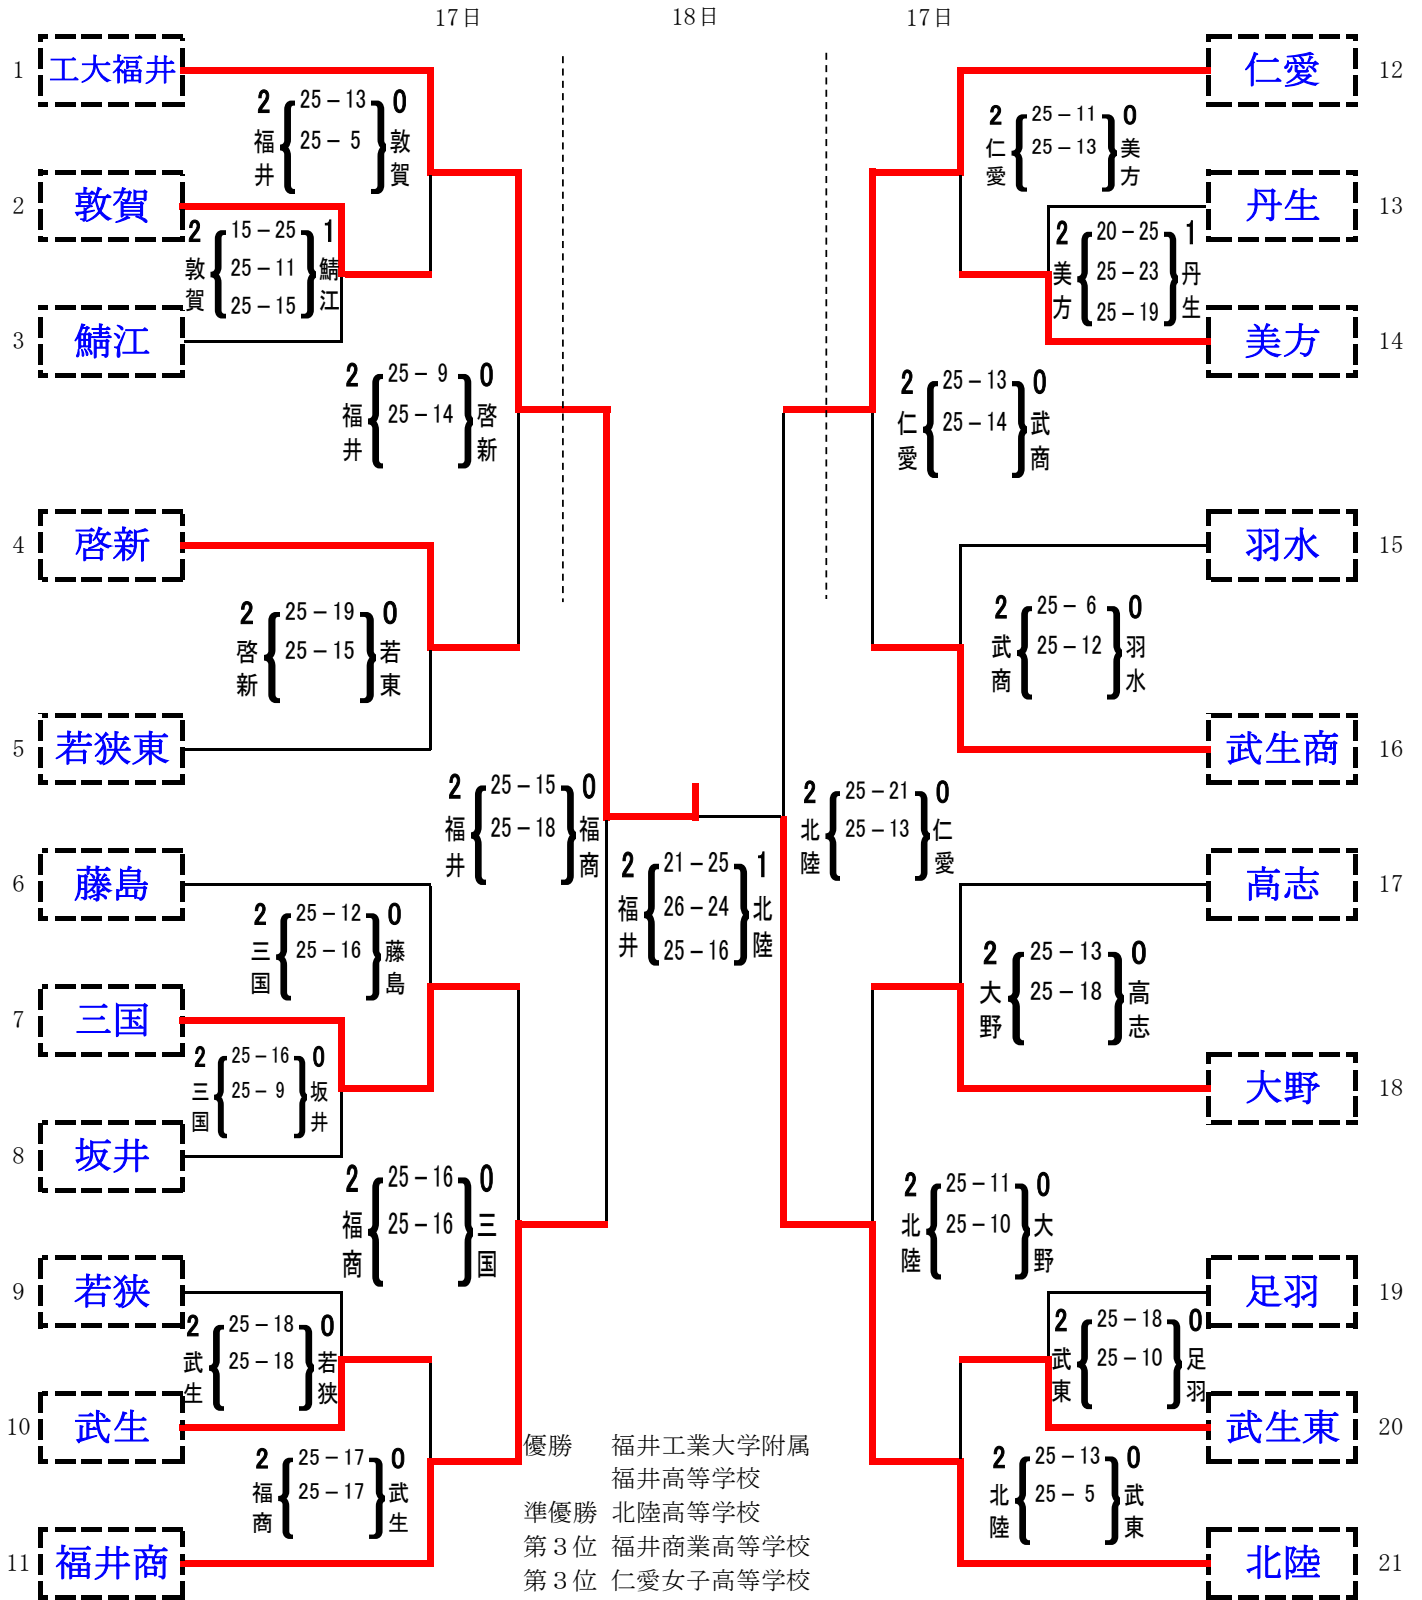 17日 18日 17日
1 工大福井
2 敦賀
3 鯖江
4 啓新
5 若狭東
6 藤島
7 三国
8 坂井
9 若狭
10 武生
11 福井商
仁愛 12
丹生 13
美方 14
羽水 15
武生商 16
高志 17
大野 18
足羽 19
武生東 20
北陸 21
2 福井 25－13 0 敦賀
25－5
2 敦賀 15－25 1 鯖江
25－11
25－15
2 福井 25－9 0 啓新
25－14
2 啓新 25－19 0 若東
25－15
2 福井 25－15 0 福商
25－18
2 三国 25－12 0 藤島
25－16
2 三国 25－16 0 坂井
25－9
2 福商 25－16 0 三国
25－16
2 武生 25－18 0 若狭
25－18
2 福商 25－17 0 武生
25－17
2 福井 21－25 1 北陸
26－24
25－16
2 仁愛 25－11 0 美方
25－13
2 美方 20－25 1 丹生
25－23
25－19
2 仁愛 25－13 0 武商
25－14
2 武商 25－6 0 羽水
25－12
2 北陸 25－21 0 仁愛
25－13
2 大野 25－13 0 高志
25－18
2 北陸 25－11 0 大野
25－10
2 武東 25－18 0 足羽
25－10
2 北陸 25－13 0 武東
25－5
優勝 福井工業大学附属
福井高等学校
準優勝 北陸高等学校
第３位 福井商業高等学校
第３位 仁愛女子高等学校